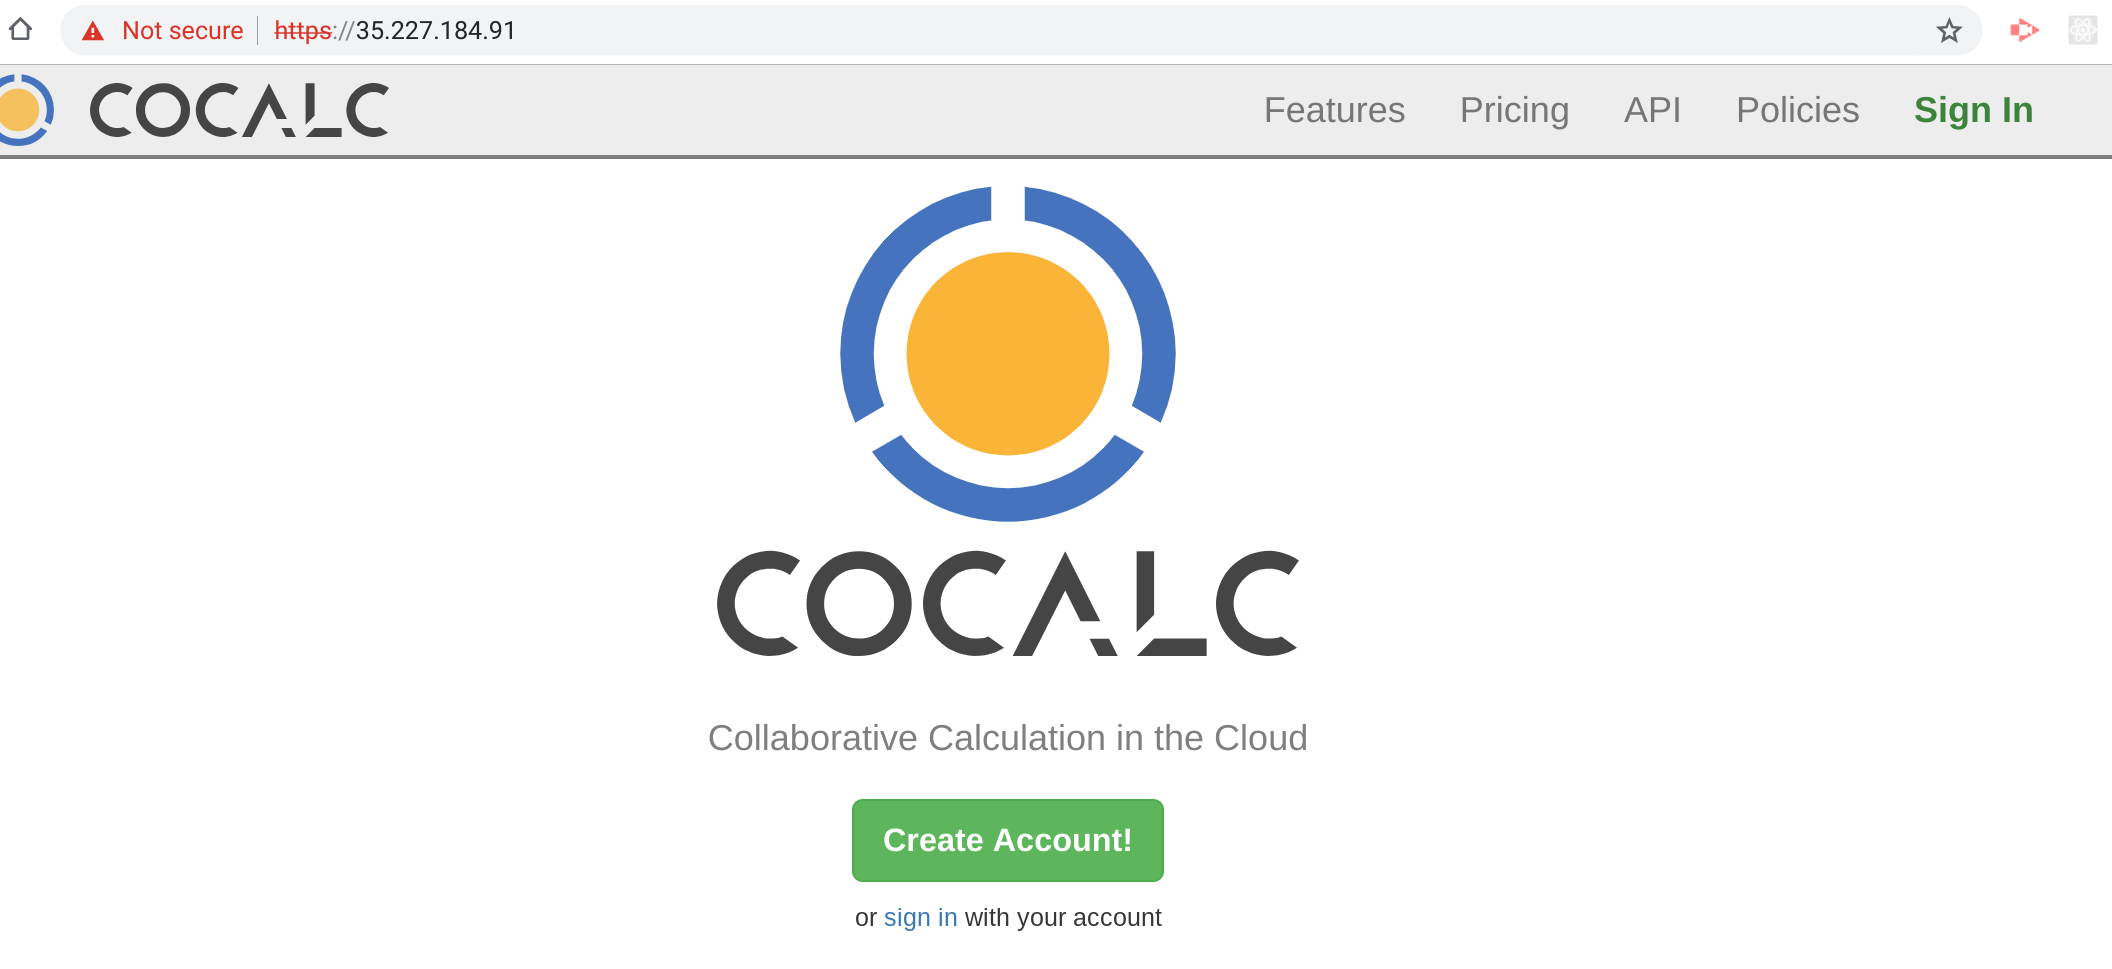 Not secure https://35.227.184.91
COCALC Features Pricing API Policies Sign In
COCALC
Collaborative Calculation in the Cloud
Create Account!
or sign in with your account